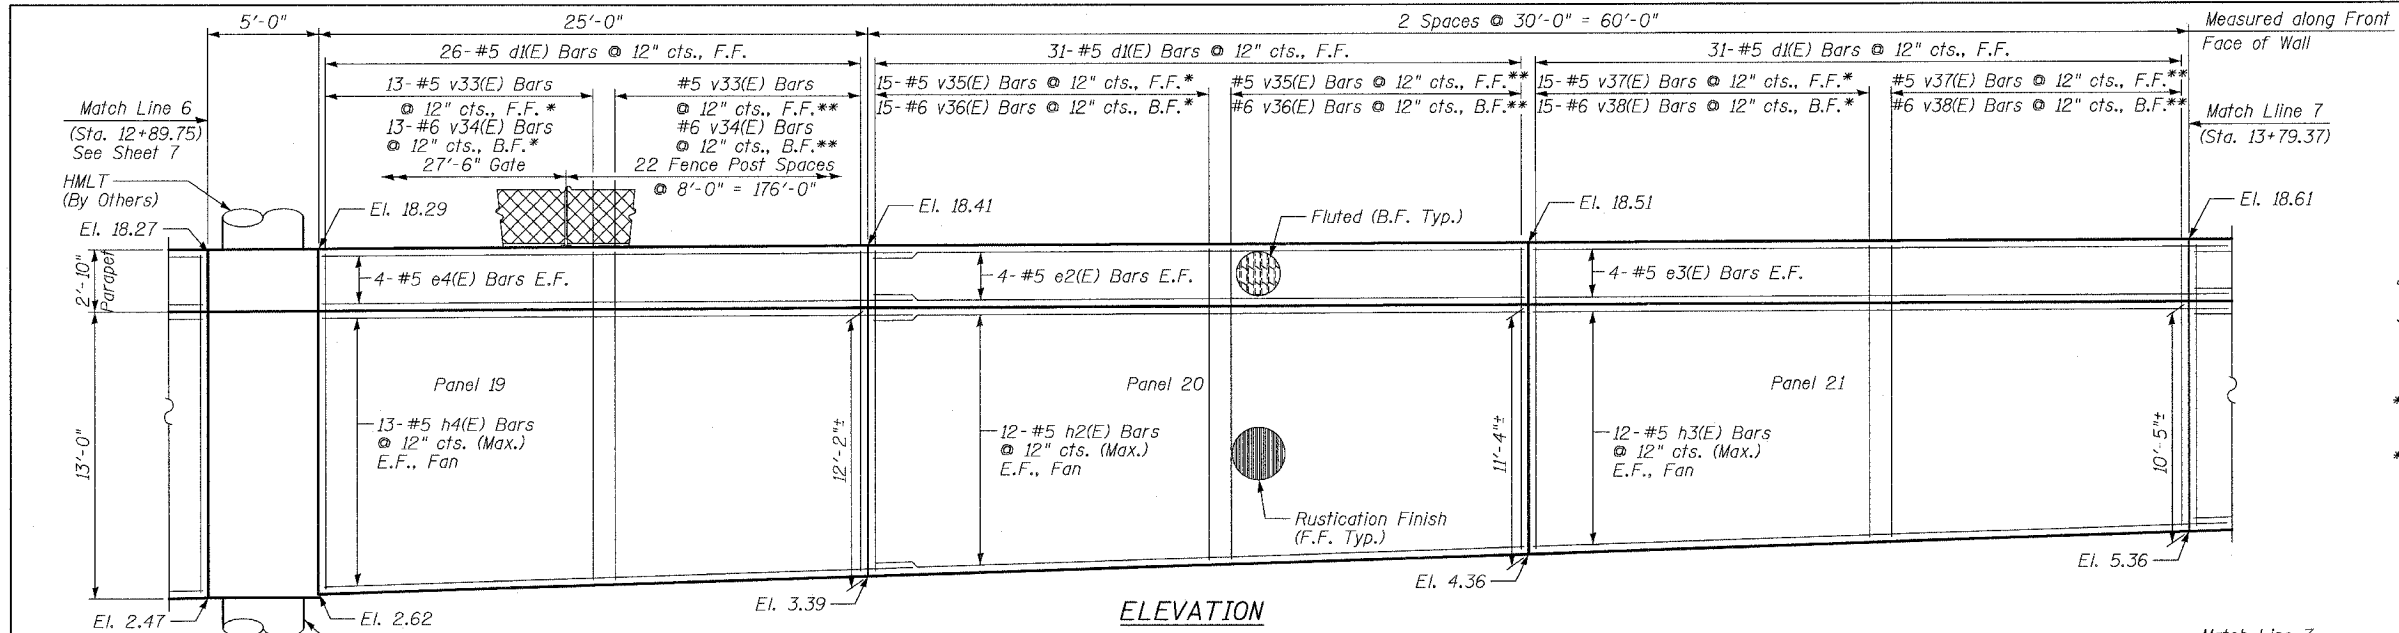 5'-0"
25'-0"
2 Spaces @ 30'-0" = 60'-0"
Measured along Front
Face of Wall
26-#5 d1(E) Bars @ 12" cts., F.F.
31-#5 d1(E) Bars @ 12" cts., F.F.
31-#5 d1(E) Bars @ 12" cts., F.F.
13-#5 v33(E) Bars
@ 12" cts., F.F.*
13-#6 v34(E) Bars
@ 12" cts., B.F.*
#5 v33(E) Bars
@ 12" cts., F.F.**
#6 v34(E) Bars
@ 12" cts., B.F.**
15-#5 v35(E) Bars @ 12" cts., F.F.*
15-#6 v36(E) Bars @ 12" cts., B.F.*
#5 v35(E) Bars @ 12" cts., F.F.**
#6 v36(E) Bars @ 12" cts., B.F.**
15-#5 v37(E) Bars @ 12" cts., F.F.*
15-#6 v38(E) Bars @ 12" cts., B.F.*
#5 v37(E) Bars @ 12" cts., F.F.**
#6 v38(E) Bars @ 12" cts., B.F.**
Match Line 6
(Sta. 12+89.75)
See Sheet 7
Match Lline 7
(Sta. 13+79.37)
27'-6" Gate
22 Fence Post Spaces
@ 8'-0" = 176'-0"
HMLT
(By Others)
El. 18.27
El. 18.29
El. 18.41
Fluted (B.F. Typ.)
El. 18.51
El. 18.61
2'-10"
Parapet
4-#5 e4(E) Bars E.F.
4-#5 e2(E) Bars E.F.
4-#5 e3(E) Bars E.F.
13'-0"
Panel 19
Panel 20
Panel 21
13-#5 h4(E) Bars
@ 12" cts. (Max.)
E.F., Fan
12'-2"±
12-#5 h2(E) Bars
@ 12" cts. (Max.)
E.F., Fan
11'-4"±
12-#5 h3(E) Bars
@ 12" cts. (Max.)
E.F., Fan
10'-5"±
Rustication Finish
(F.F. Typ.)
El. 2.47
El. 2.62
El. 3.39
El. 4.36
El. 5.36
ELEVATION
*
*